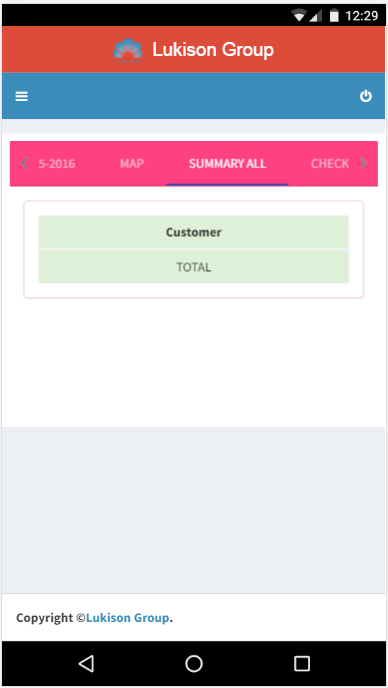 12:29
Lukison Group
5-2016 MAP SUMMARY ALL CHECK
Customer
TOTAL
Copyright ©Lukison Group.